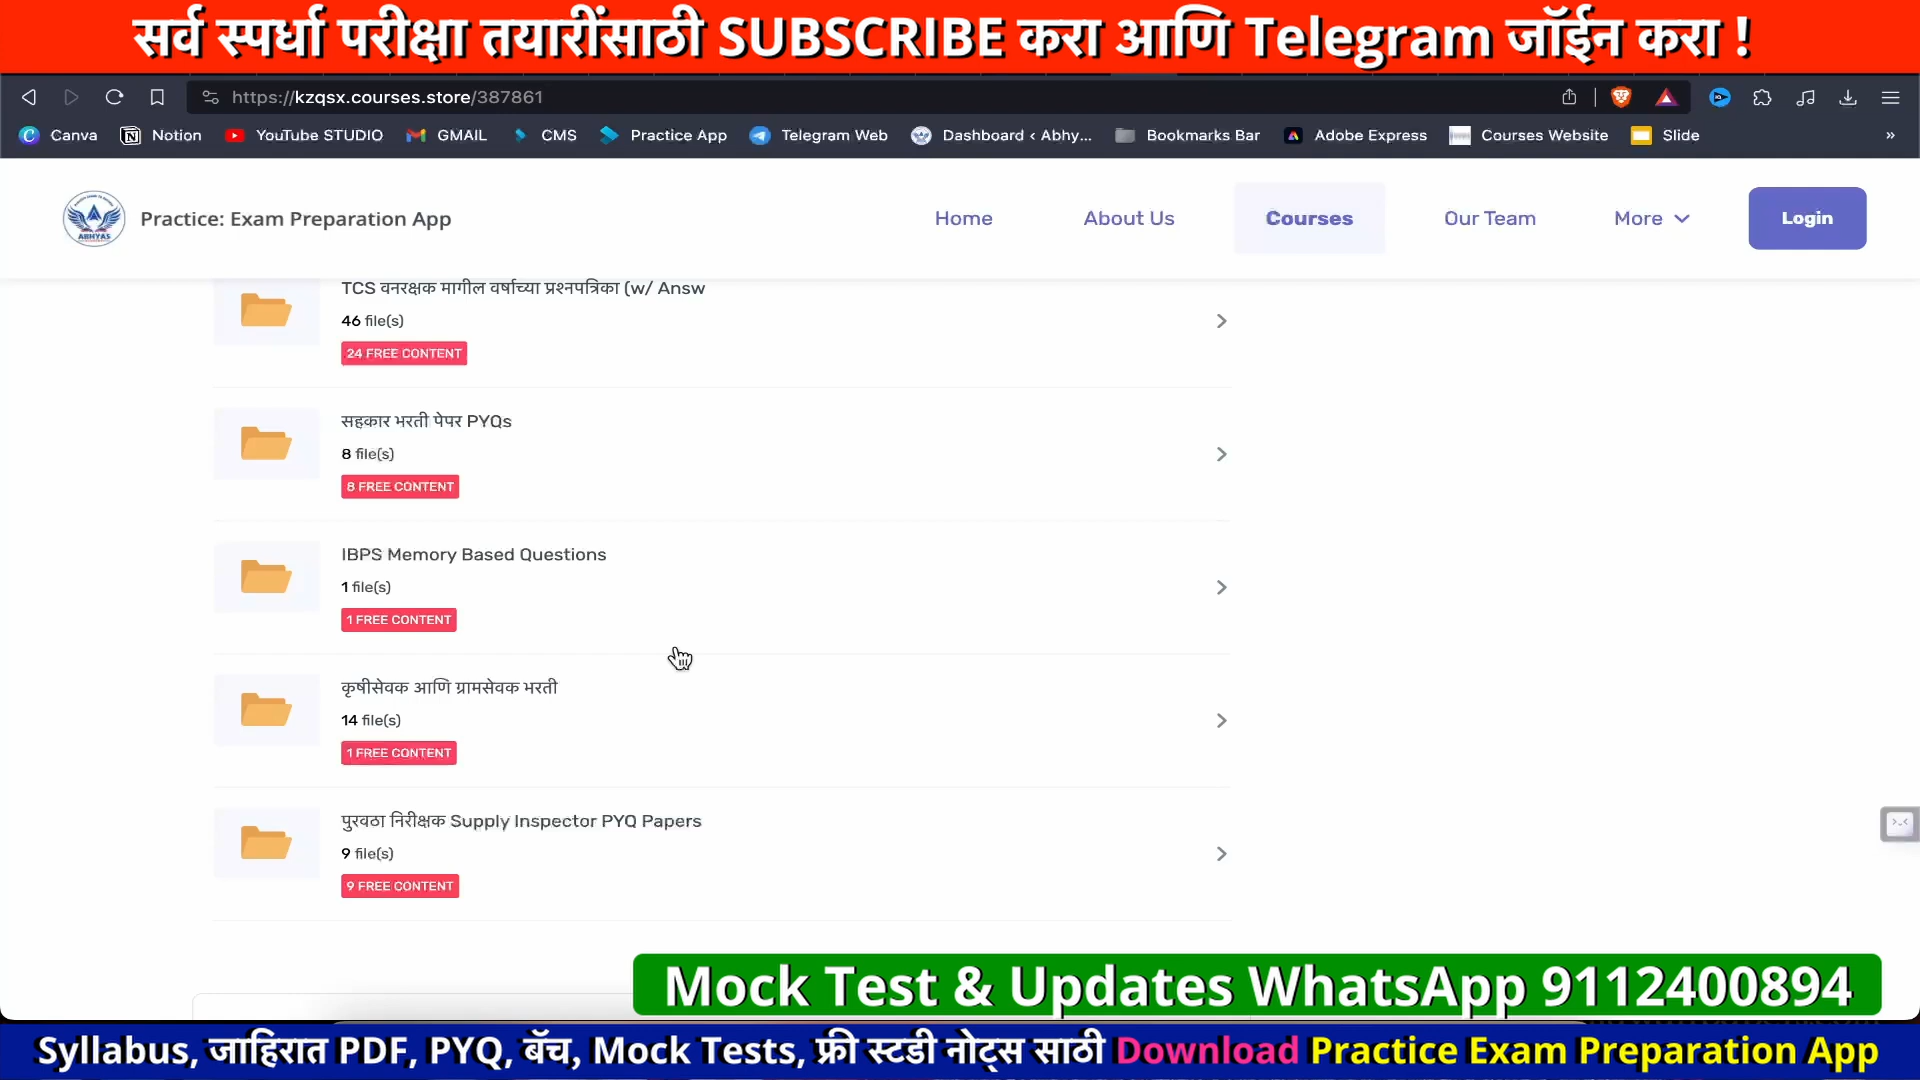 सर्व स्पर्धा परीक्षा तयारींसाठी SUBSCRIBE करा आणि Telegram जॉईन करा !
https://kzqsx.courses.store/387861
Canva Notion YouTube STUDIO GMAIL CMS Practice App Telegram Web Dashboard < Abhy... Bookmarks Bar Adobe Express Courses Website Slide »
ABHYAS
Practice: Exam Preparation App
Home About Us Courses Our Team More Login
TCS वनरक्षक मागील वर्षाच्या प्रश्नपत्रिका (w/ Answ
46 file(s)
24 FREE CONTENT
सहकार भरती पेपर PYQs
8 file(s)
8 FREE CONTENT
IBPS Memory Based Questions
1 file(s)
1 FREE CONTENT
कृषीसेवक आणि ग्रामसेवक भरती
14 file(s)
1 FREE CONTENT
पुरवठा निरीक्षक Supply Inspector PYQ Papers
9 file(s)
9 FREE CONTENT
Mock Test & Updates WhatsApp 9112400894
Syllabus, जाहिरात PDF, PYQ, बॅच, Mock Tests, फ्री स्टडी नोट्स साठी Download Practice Exam Preparation App